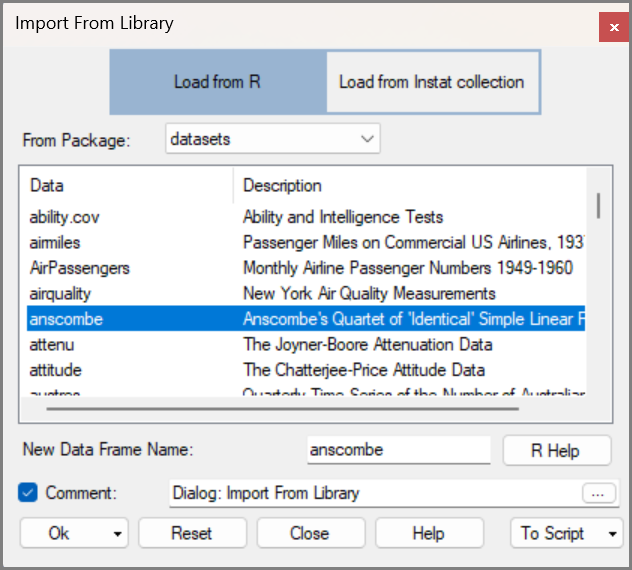 Import From Library
Load from R Load from Instat collection
From Package: datasets
Data Description
ability.cov Ability and Intelligence Tests
airmiles Passenger Miles on Commercial US Airlines, 193
AirPassengers Monthly Airline Passenger Numbers 1949-1960
airquality New York Air Quality Measurements
anscombe Anscombe's Quartet of 'Identical' Simple Linear
attenu The Joyner-Boore Attenuation Data
attitude The Chatterjee-Price Attitude Data
austres Quarterly Time Series of the Number of Australian
New Data Frame Name: anscombe R Help
Comment: Dialog: Import From Library ...
Ok Reset Close Help To Script